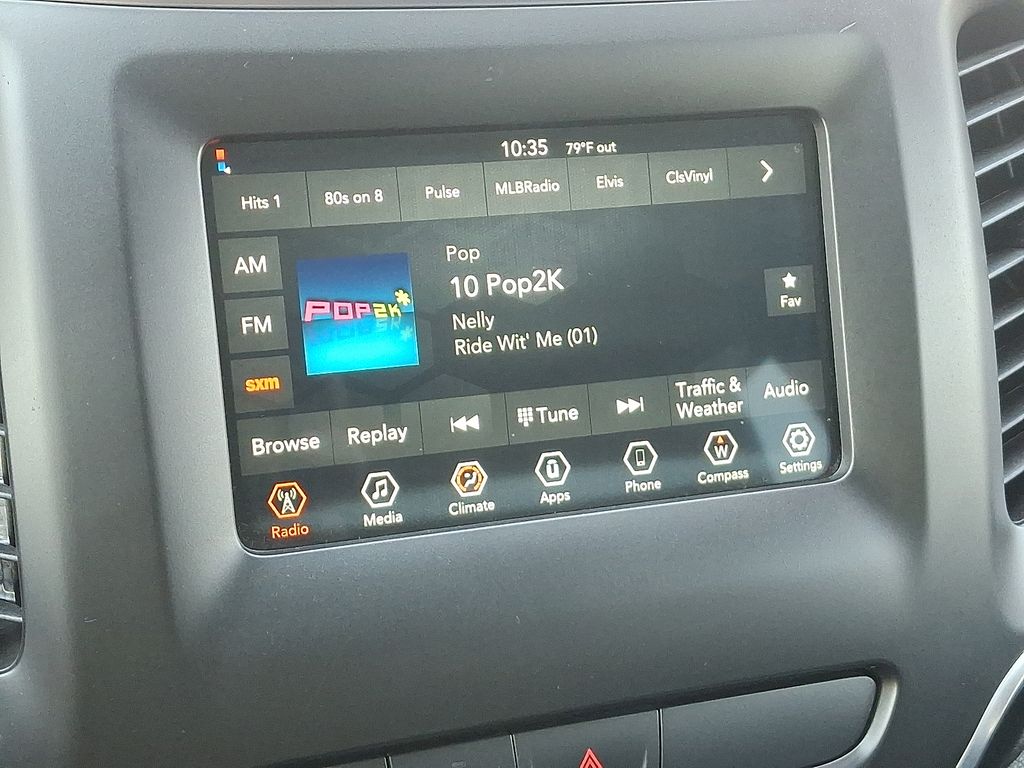 10:35 79°F out
Hits 1 80s on 8 Pulse MLBRadio Elvis ClsVinyl
AM
FM
sxm
POP2K*
Pop
10 Pop2K
Nelly
Ride Wit' Me (01)
Fav
Browse Replay Tune Traffic & Weather Audio
Radio Media Climate Apps Phone W Compass Settings